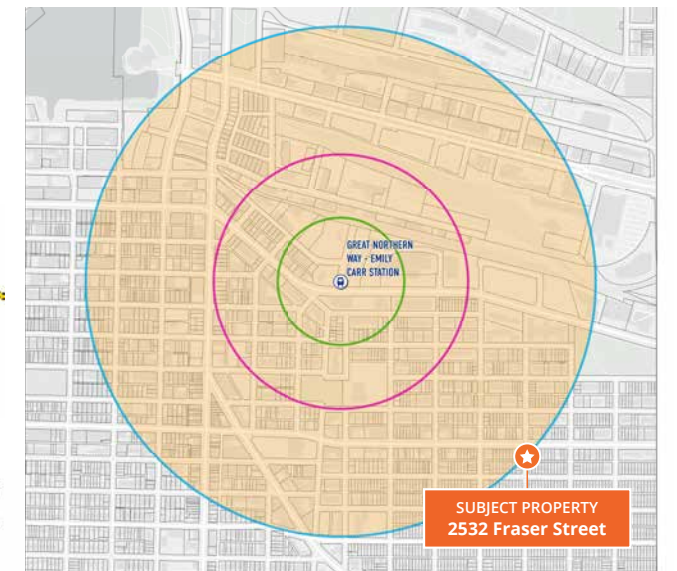 GREAT NORTHERN
WAY - EMILY
CARR STATION
SUBJECT PROPERTY
2532 Fraser Street